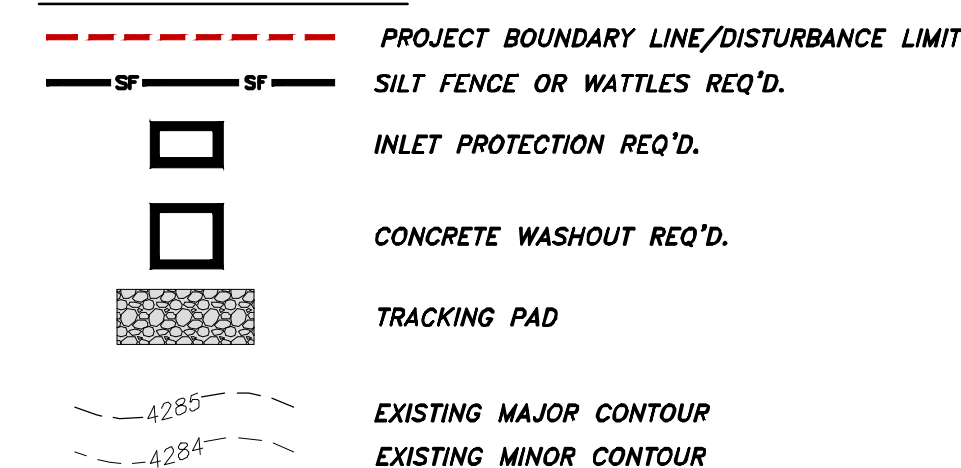 PROJECT BOUNDARY LINE/DISTURBANCE LIMIT
SF SF SILT FENCE OR WATTLES REQ'D.
INLET PROTECTION REQ'D.
CONCRETE WASHOUT REQ'D.
TRACKING PAD
4285 EXISTING MAJOR CONTOUR
4284 EXISTING MINOR CONTOUR